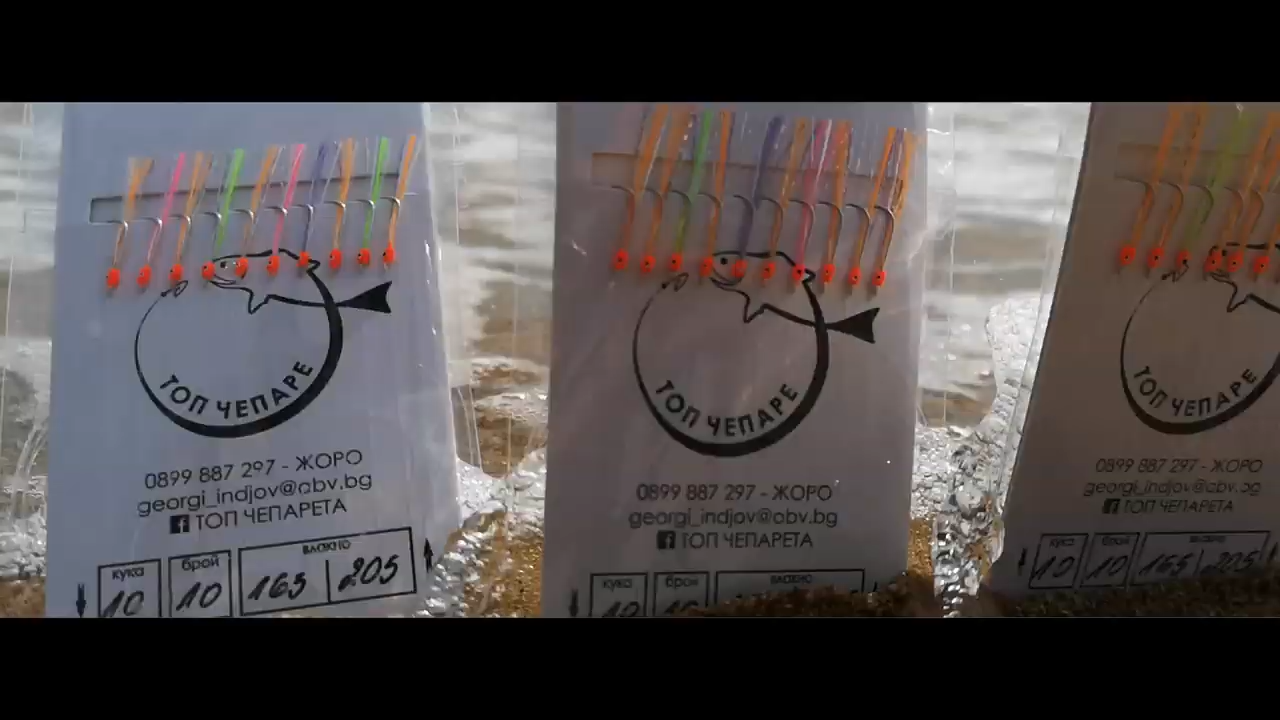 ТОП ЧЕПАРЕ
0899 887 297 - ЖОРО
georgi_indjov@abv.bg
ТОП ЧЕПАРЕТА
кука брой влакно
10 10 165 205
ТОП ЧЕПАРЕ
0899 887 297 - ЖОРО
georgi_indjov@abv.bg
ТОП ЧЕПАРЕТА
кука брой влакно
10 10
ТОП ЧЕПАРЕ
0899 887 297 - ЖОРО
georgi_indjov@abv.bg
ТОП ЧЕПАРЕТА
кука брой влакно
10 10 165 205